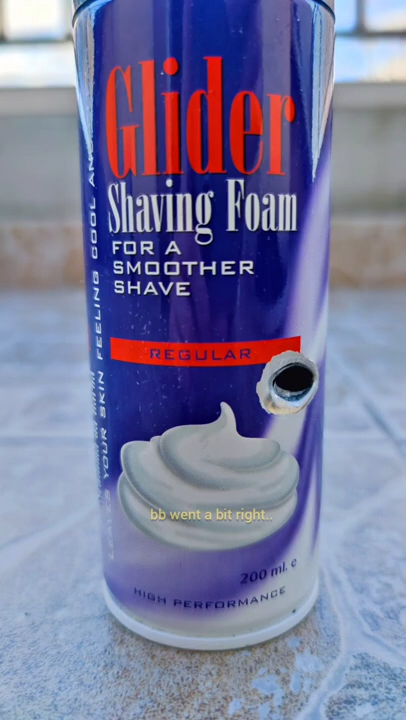 Glider
Shaving Foam
FOR A
SMOOTHER
SHAVE
REGULAR
bb went a bit right..
200 ml. e
HIGH PERFORMANCE
YOUR SKIN FEELING COOL